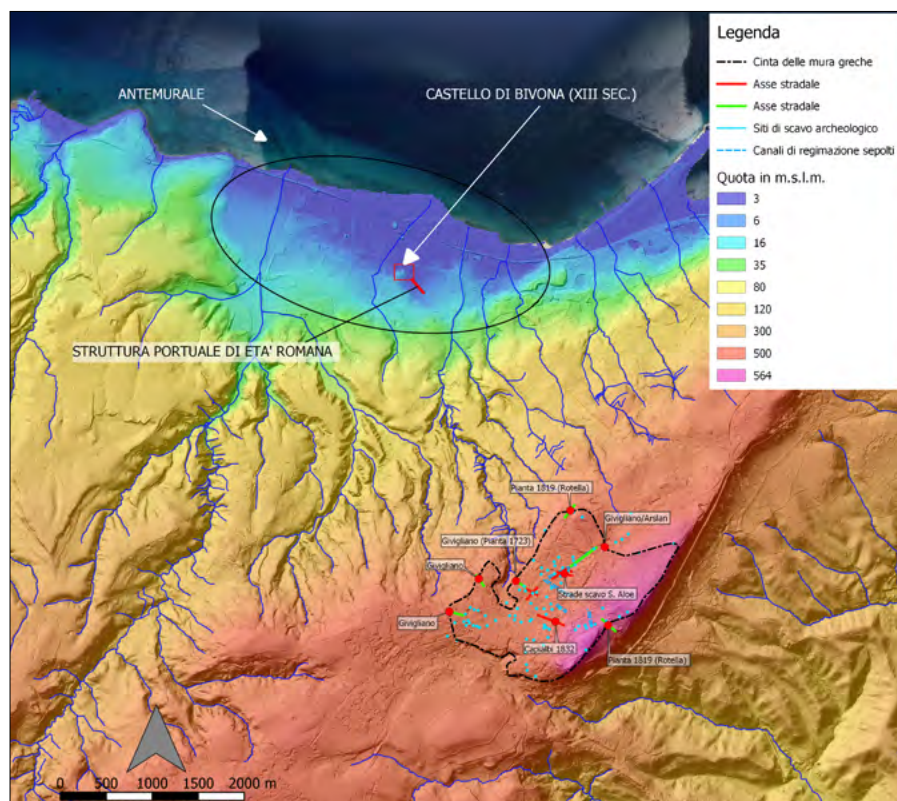 ANTEMURALE
CASTELLO DI BIVONA (XIII SEC.)
STRUTTURA PORTUALE DI ETA' ROMANA
Legenda
Cinta delle mura greche
Asse stradale
Asse stradale
Siti di scavo archeologico
Canali di regimazione sepolti
Quota in m.s.l.m.
3
6
16
35
80
120
300
500
564
Pianta 1819 (Rotella)
Givigliano/Arslan
Givigliano (Pianta 1723)
Givigliano
Strade scavo S. Aloe
Givigliano
Capialbi 1832
Pianta 1819 (Rotella)
0 500 1000 1500 2000 m